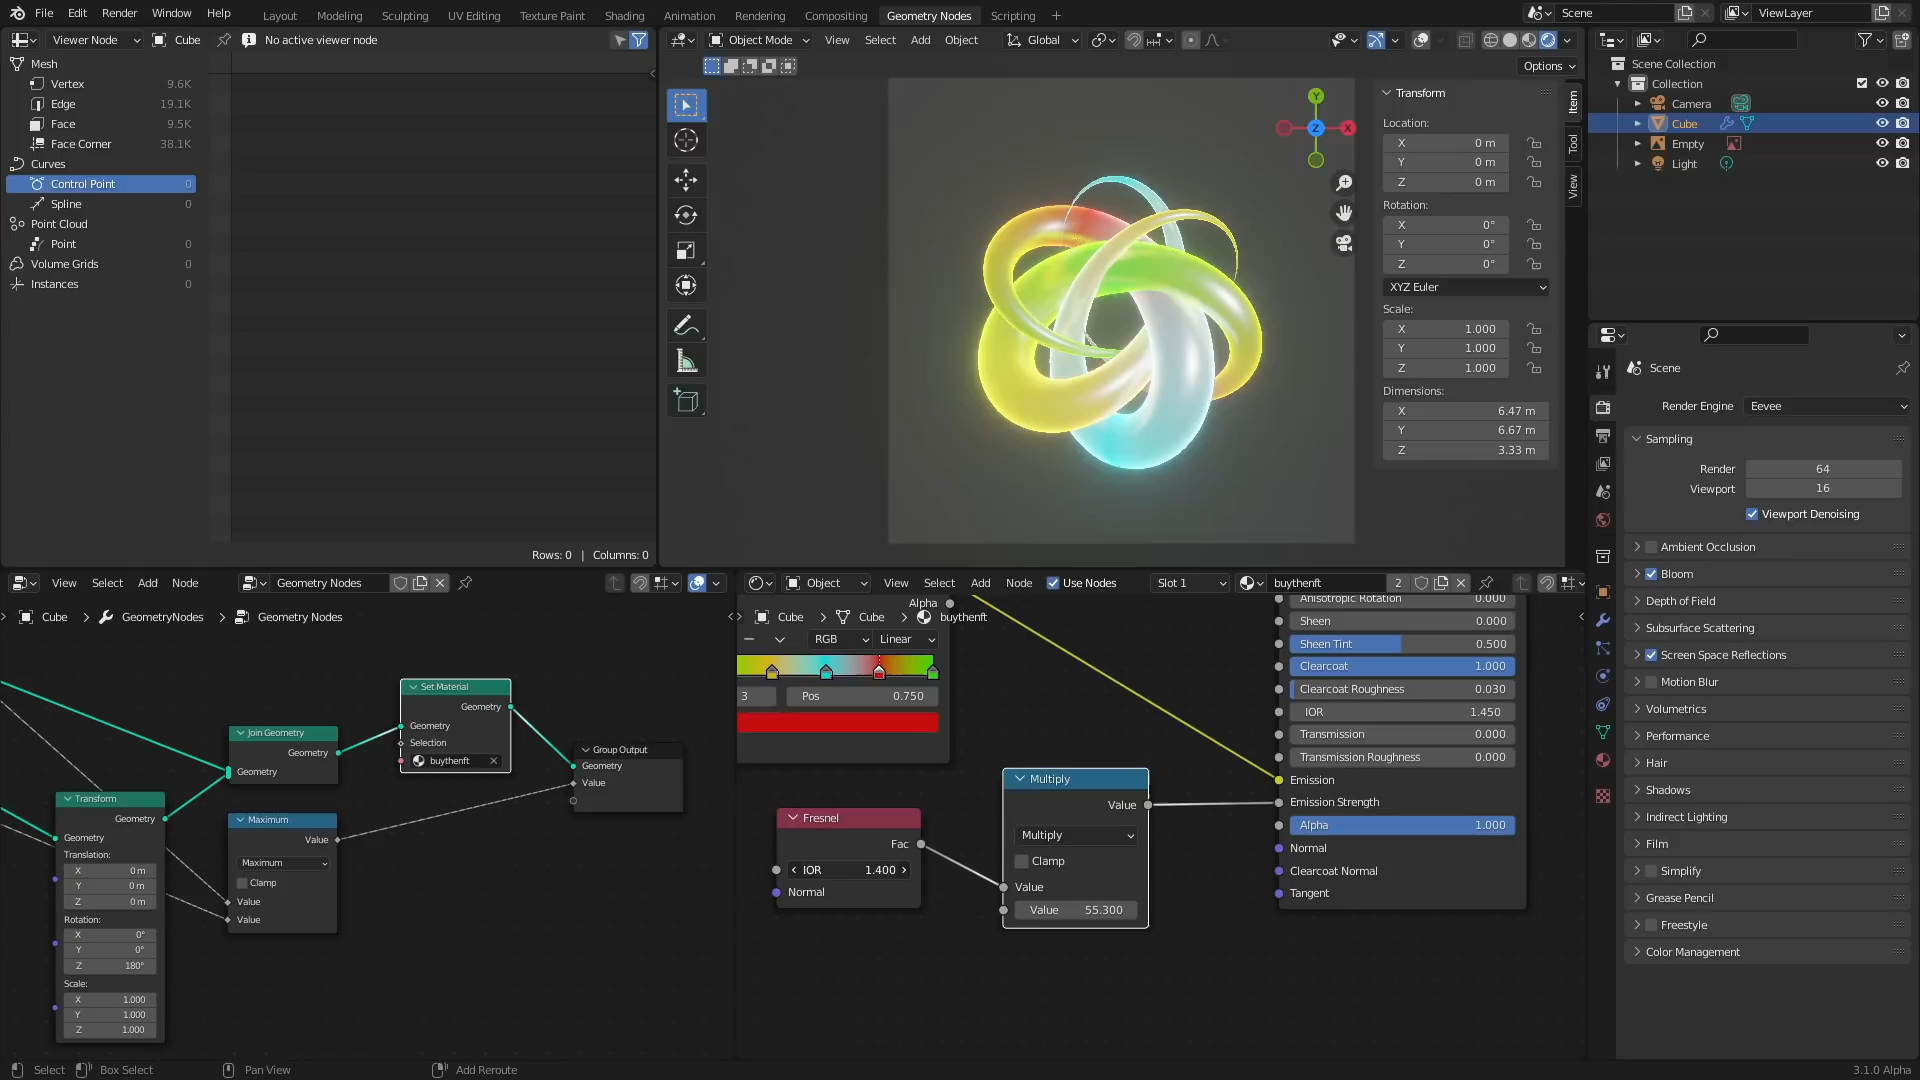 File Edit Render Window Help
Layout Modeling Sculpting UV Editing Texture Paint Shading Animation Rendering Compositing Geometry Nodes Scripting +
Scene
ViewLayer
Viewer Node
Cube
No active viewer node
Mesh
Vertex 9.6K
Edge 19.1K
Face 9.5K
Face Corner 38.1K
Curves
Control Point 0
Spline 0
Point Cloud
Point 0
Volume Grids 0
Instances 0
Rows: 0 | Columns: 0
Object Mode View Select Add Object Global
Options
Y
Z
X
Transform
Location:
X 0 m
Y 0 m
Z 0 m
Rotation:
X 0°
Y 0°
Z 0°
XYZ Euler
Scale:
X 1.000
Y 1.000
Z 1.000
Dimensions:
X 6.47 m
Y 6.67 m
Z 3.33 m
Item
Tool
View
Scene Collection
Collection
Camera
Cube
Empty
Light
Scene
Render Engine Eevee
Sampling
Render 64
Viewport 16
Viewport Denoising
Ambient Occlusion
Bloom
Depth of Field
Subsurface Scattering
Screen Space Reflections
Motion Blur
Volumetrics
Performance
Hair
Shadows
Indirect Lighting
Film
Simplify
Grease Pencil
Freestyle
Color Management
View Select Add Node Geometry Nodes
Cube > GeometryNodes > Geometry Nodes
Set Material
Geometry
Geometry
Selection
buythenft
Join Geometry
Geometry
Geometry
Group Output
Geometry
Value
Transform
Geometry
Geometry
Translation:
X 0 m
Y 0 m
Z 0 m
Rotation:
X 0°
Y 0°
Z 180°
Scale:
X 1.000
Y 1.000
Z 1.000
Maximum
Value
Maximum
Clamp
Value
Value
Object View Select Add Node Use Nodes Slot 1 buythenft 2
Alpha
Cube > Cube > buythenft
RGB Linear
3 Pos 0.750
Fresnel
Fac
IOR 1.400
Normal
Multiply
Value
Multiply
Clamp
Value
Value 55.300
Anisotropic Rotation 0.000
Sheen 0.000
Sheen Tint 0.500
Clearcoat 1.000
Clearcoat Roughness 0.030
IOR 1.450
Transmission 0.000
Transmission Roughness 0.000
Emission
Emission Strength
Alpha 1.000
Normal
Clearcoat Normal
Tangent
Select Box Select Pan View Add Reroute
3.1.0 Alpha